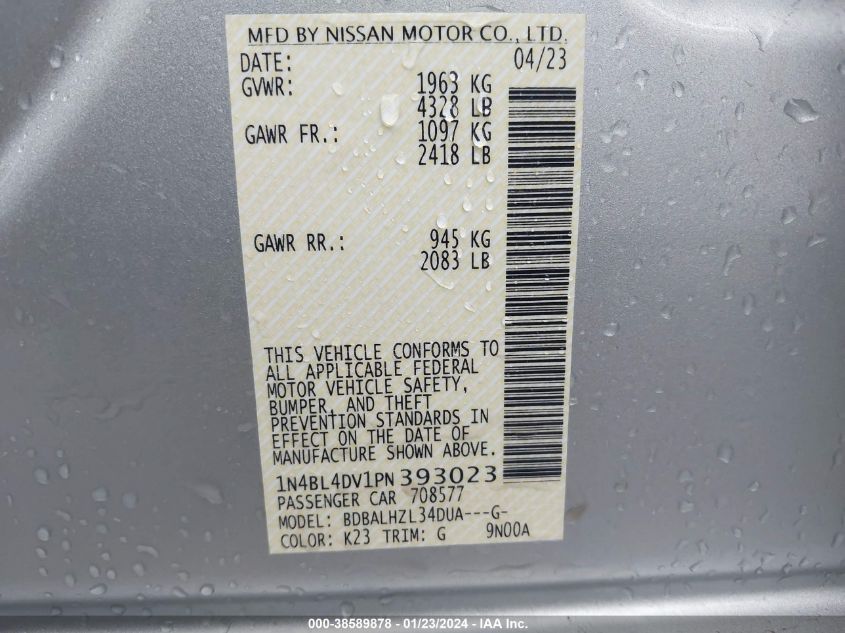 MFD BY NISSAN MOTOR CO., LTD.
DATE: 04/23
GVWR: 1963 KG
4328 LB
GAWR FR.: 1097 KG
2418 LB
GAWR RR.: 945 KG
2083 LB
THIS VEHICLE CONFORMS TO
ALL APPLICABLE FEDERAL
MOTOR VEHICLE SAFETY,
BUMPER, AND THEFT
PREVENTION STANDARDS IN
EFFECT ON THE DATE OF
MANUFACTURE SHOWN ABOVE.
1N4BL4DV1PN393023
PASSENGER CAR 708577
MODEL: BDBALHZL34DUA---G-
COLOR: K23 TRIM: G 9N00A
000-38589878 - 01/23/2024 - IAA Inc.